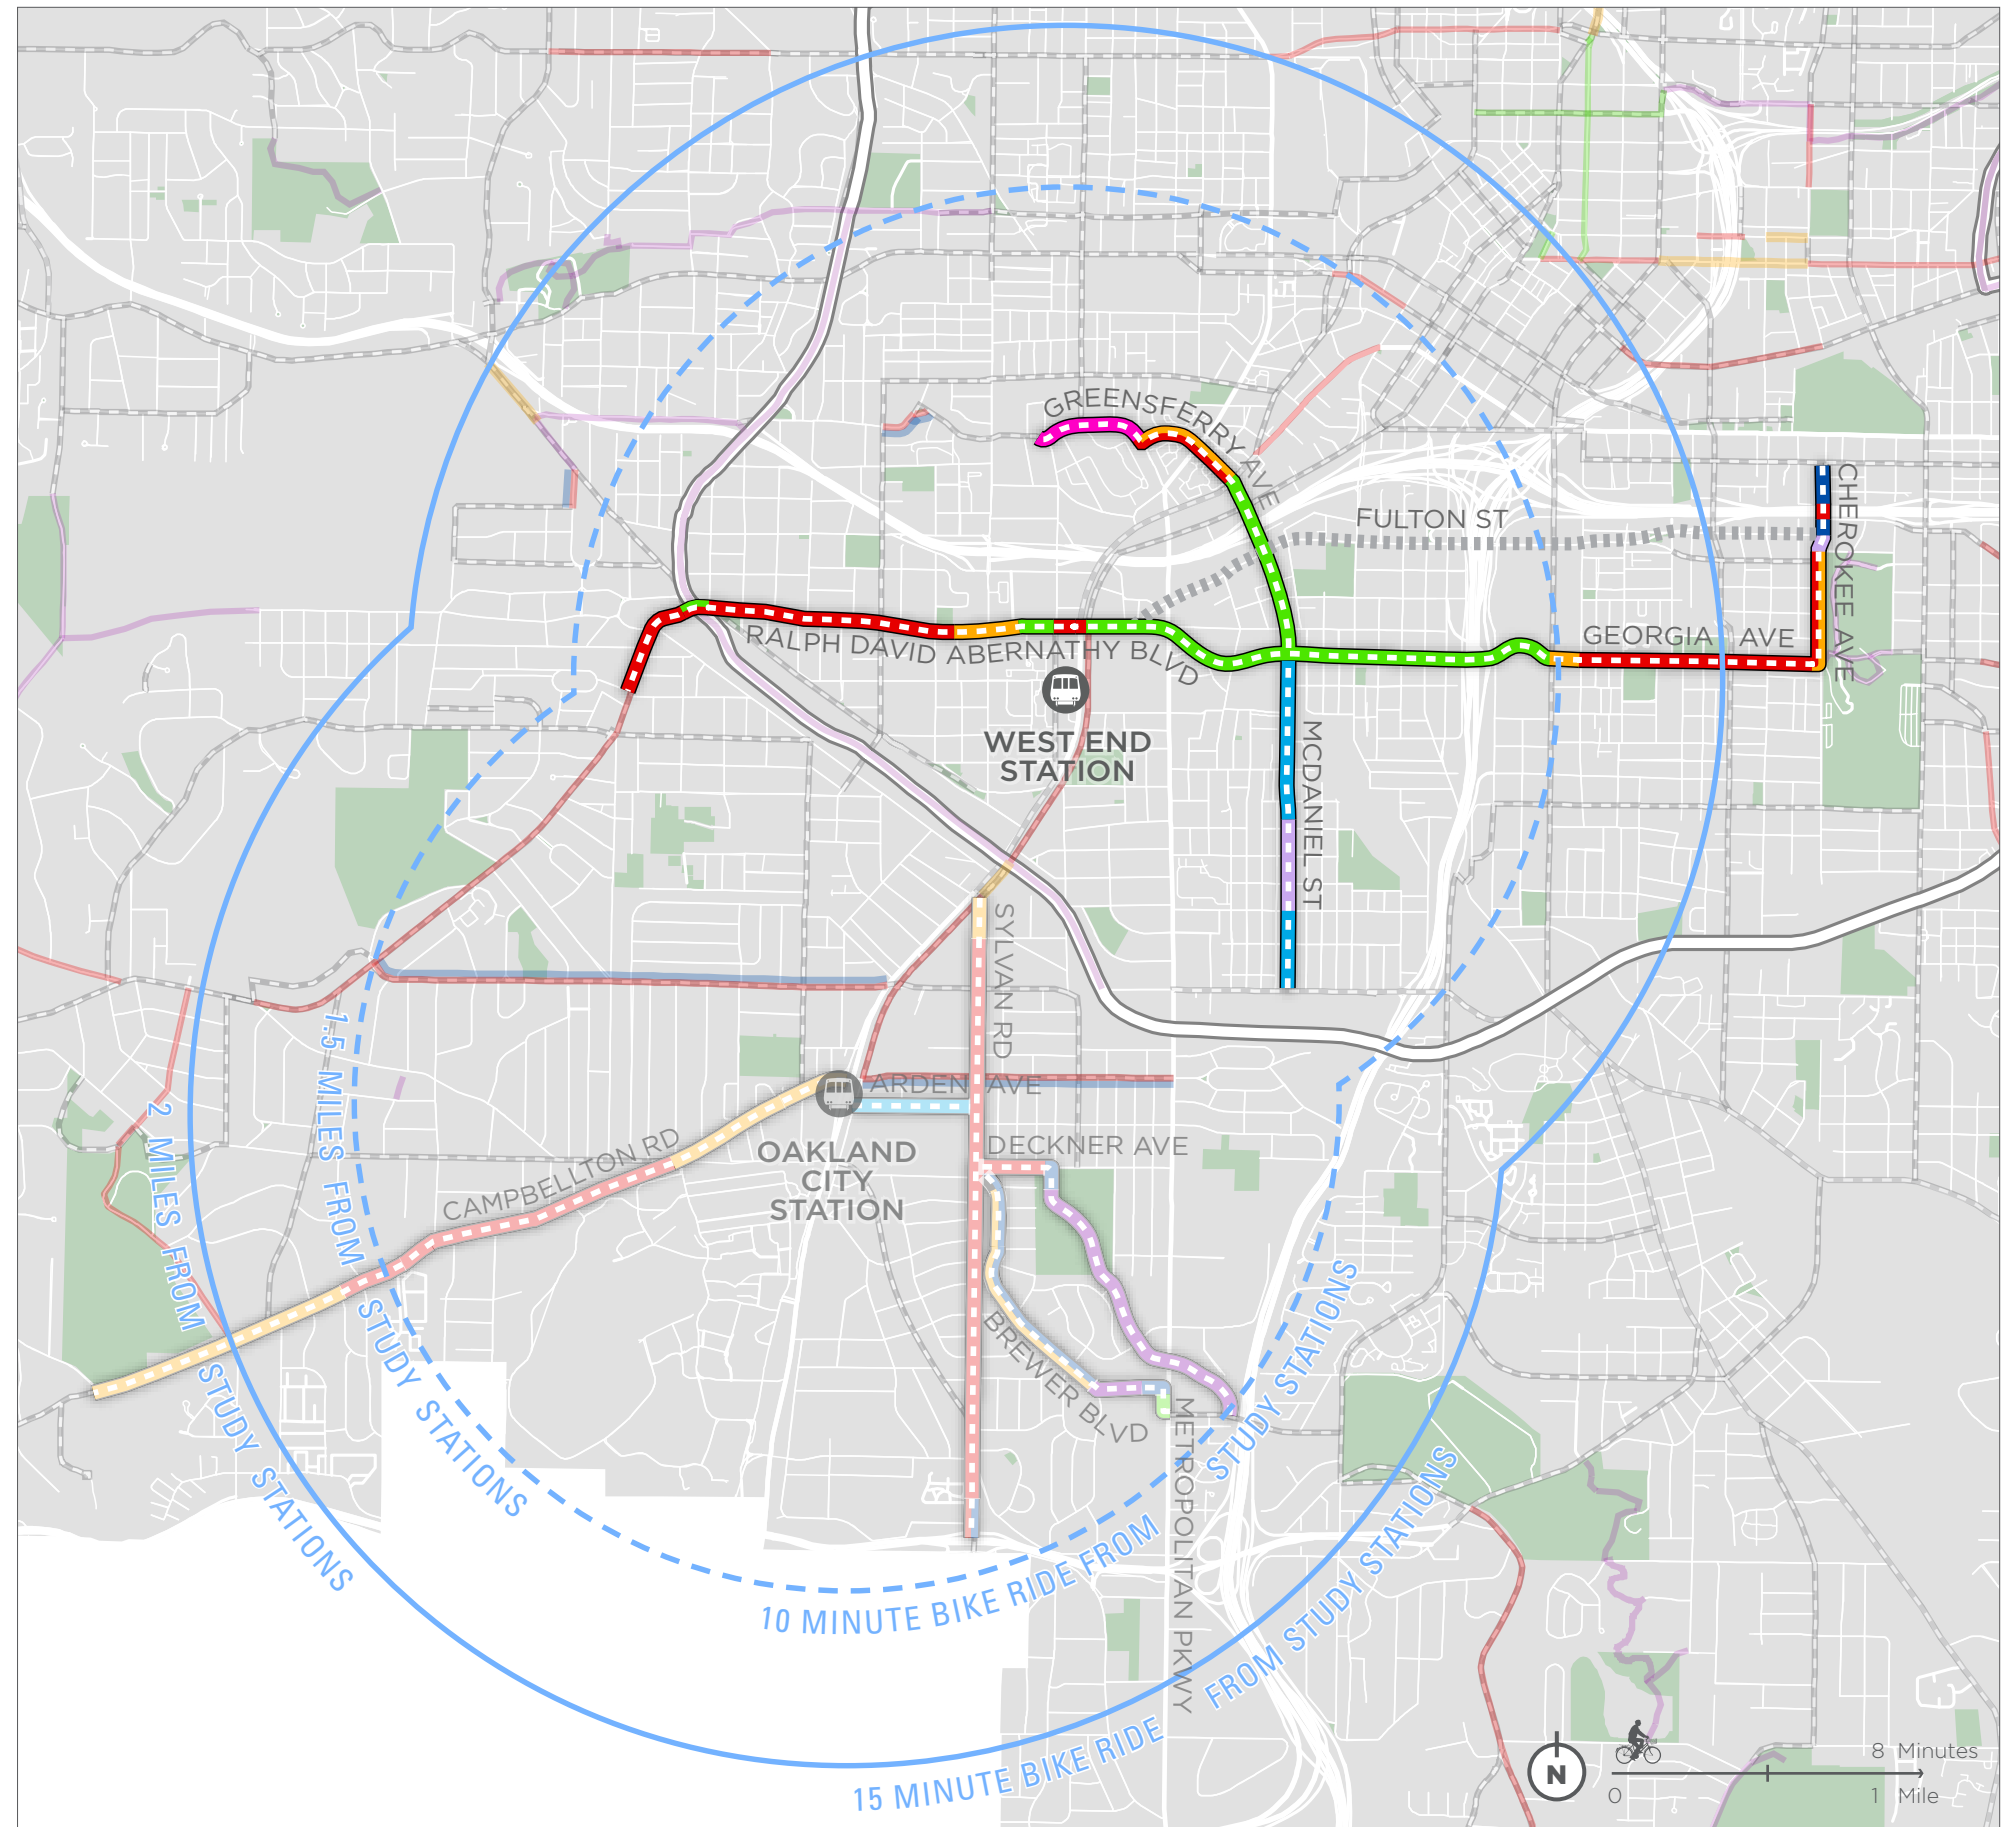 GREENSFERRY AVE
FULTON ST
CHEROKEE AVE
RALPH DAVID ABERNATHY BLVD
GEORGIA AVE
WEST END
STATION
MCDANIEL ST
SYLVAN RD
1.5 MILES FROM STUDY STATIONS
2 MILES FROM STUDY STATIONS
ARDEN AVE
OAKLAND
CITY
STATION
DECKNER AVE
CAMPBELLTON RD
BREWER BLVD
METROPOLITAN PKWY
10 MINUTE BIKE RIDE FROM STUDY STATIONS
15 MINUTE BIKE RIDE FROM STUDY STATIONS
N
8 Minutes
0
1 Mile